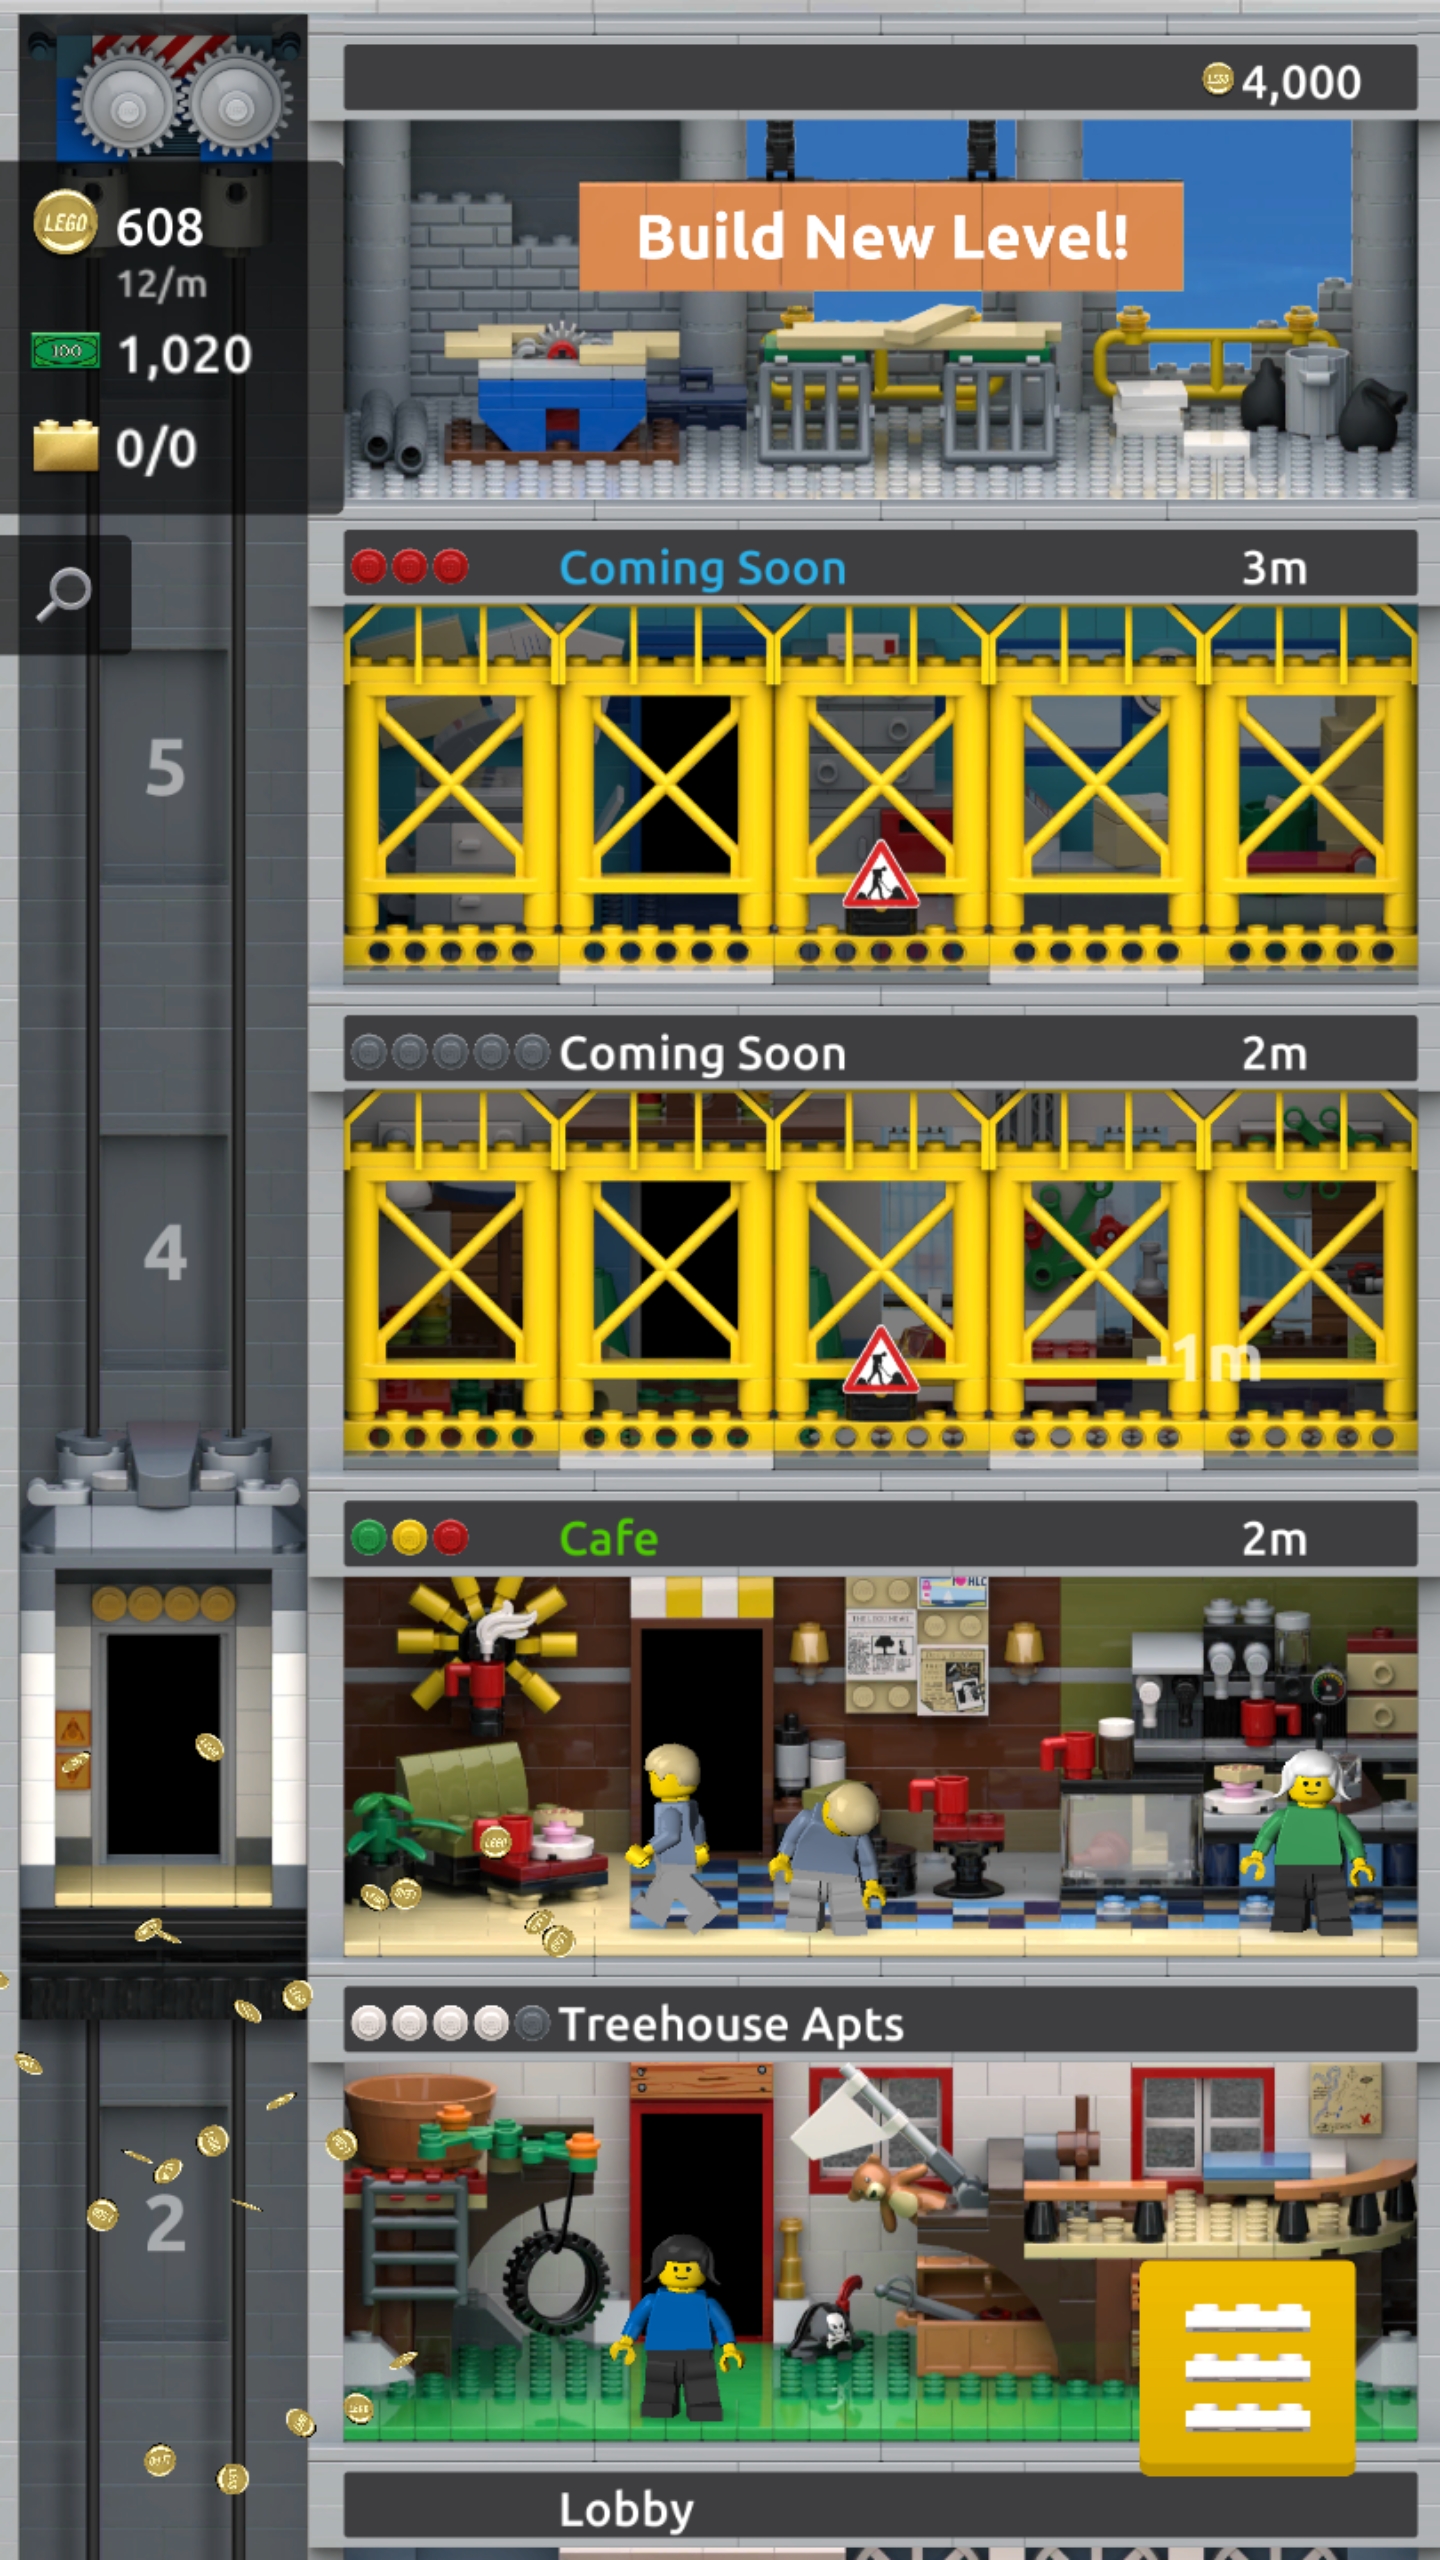 4,000
LEGO 608
12/m
100 1,020
0/0
Build New Level!
Coming Soon 3m
5
Coming Soon 2m
4
-1m
Cafe 2m
Treehouse Apts
2
Lobby